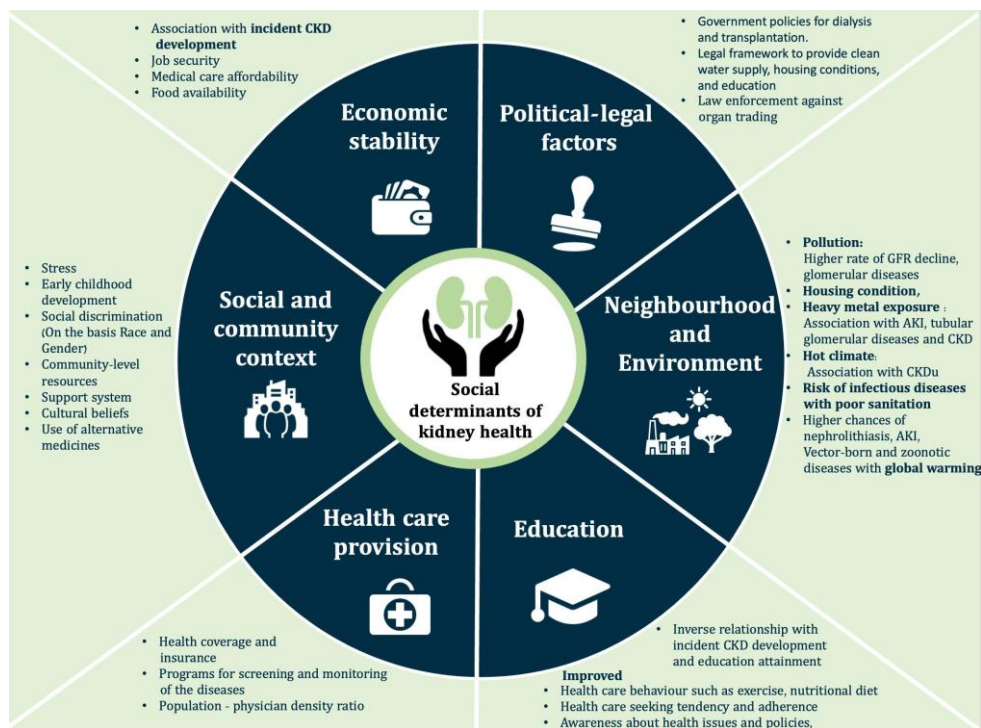 • Association with incident CKD
development
• Job security
• Medical care affordability
• Food availability
• Government policies for dialysis
and transplantation.
• Legal framework to provide clean
water supply, housing conditions,
and education
• Law enforcement against
organ trading
Economic
stability
Political-legal
factors
• Stress
• Early childhood
development
• Social discrimination
(On the basis Race and
Gender)
• Community-level
resources
• Support system
• Cultural beliefs
• Use of alternative
medicines
Social and
community
context
Social
determinants of
kidney health
Neighbourhood
and
Environment
• Pollution:
Higher rate of GFR decline,
glomerular diseases
• Housing condition,
• Heavy metal exposure :
Association with AKI, tubular
glomerular diseases and CKD
• Hot climate:
Association with CKDu
• Risk of infectious diseases
with poor sanitation
• Higher chances of
nephrolithiasis, AKI,
Vector-born and zoonotic
diseases with global warming
Health care
provision
Education
• Health coverage and
insurance
• Programs for screening and monitoring
of the diseases
• Population - physician density ratio
• Inverse relationship with
incident CKD development
and education attainment
Improved
• Health care behaviour such as exercise, nutritional diet
• Health care seeking tendency and adherence
• Awareness about health issues and policies,